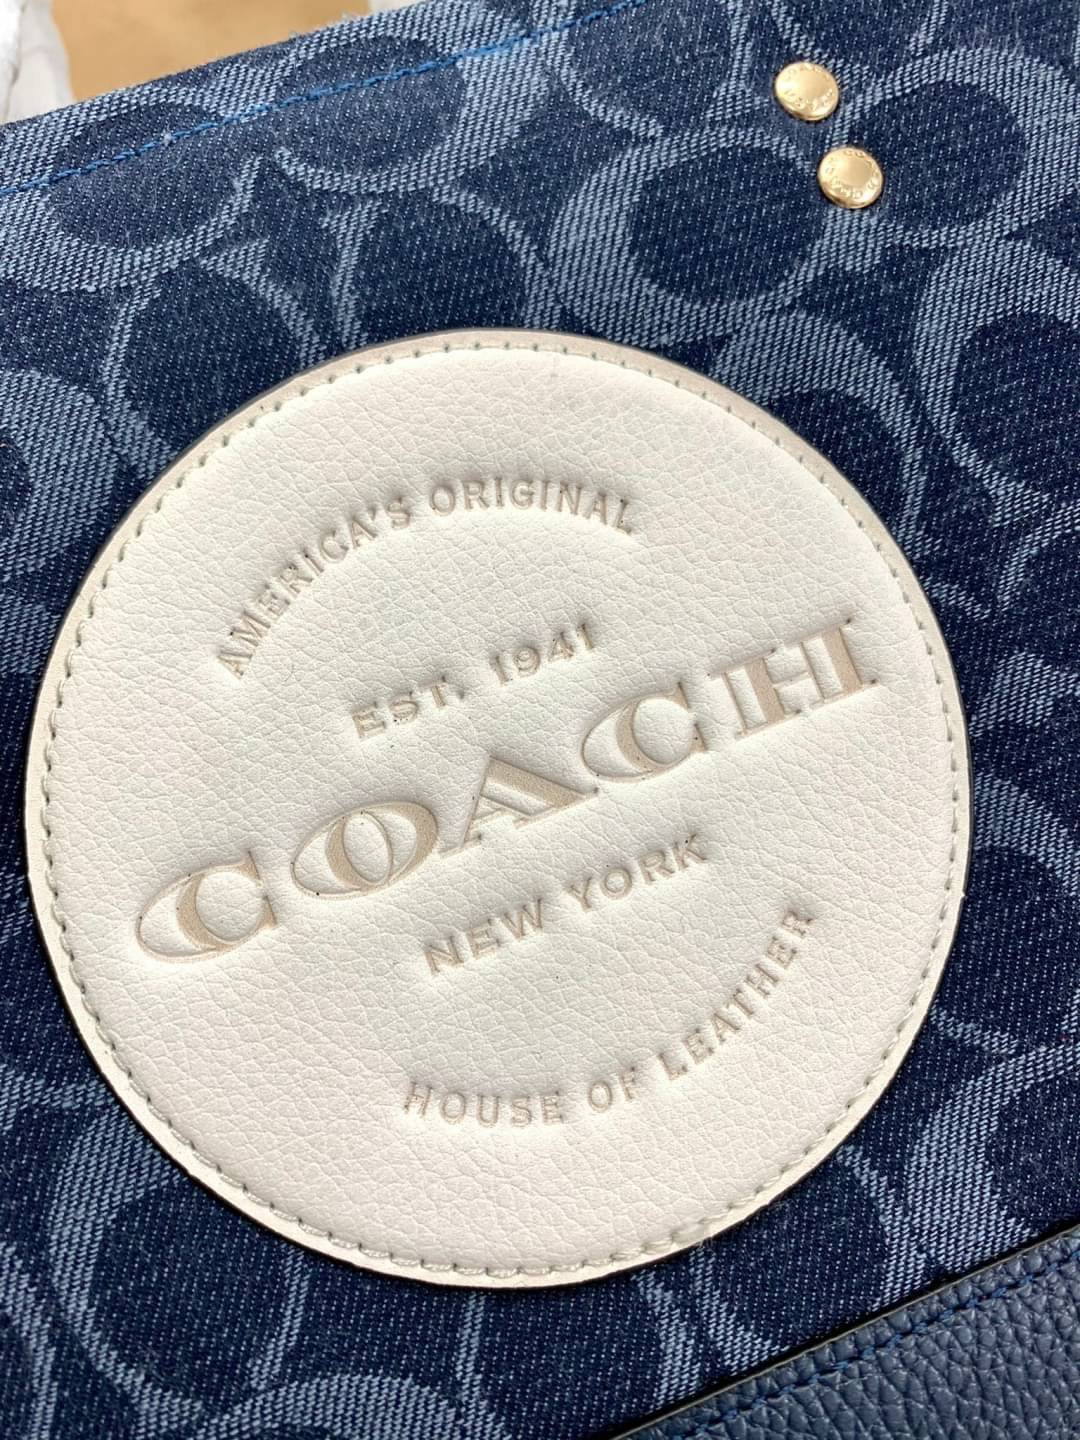 AMERICA'S ORIGINAL
EST. 1941
COACH
NEW YORK
HOUSE OF LEATHER